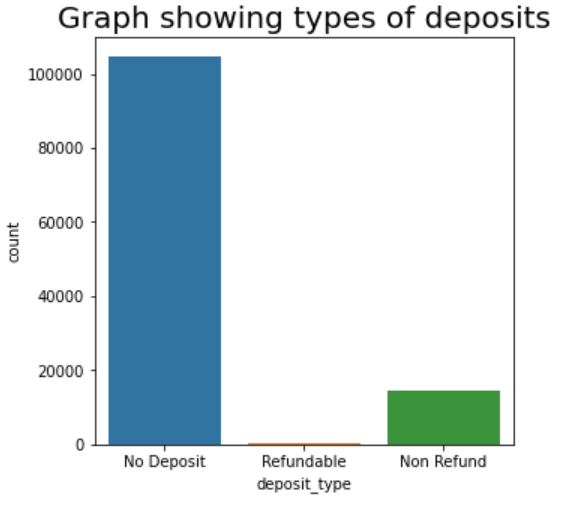 Graph showing types of deposits
100000
80000
60000
40000
20000
0
count
No Deposit Refundable Non Refund
deposit_type